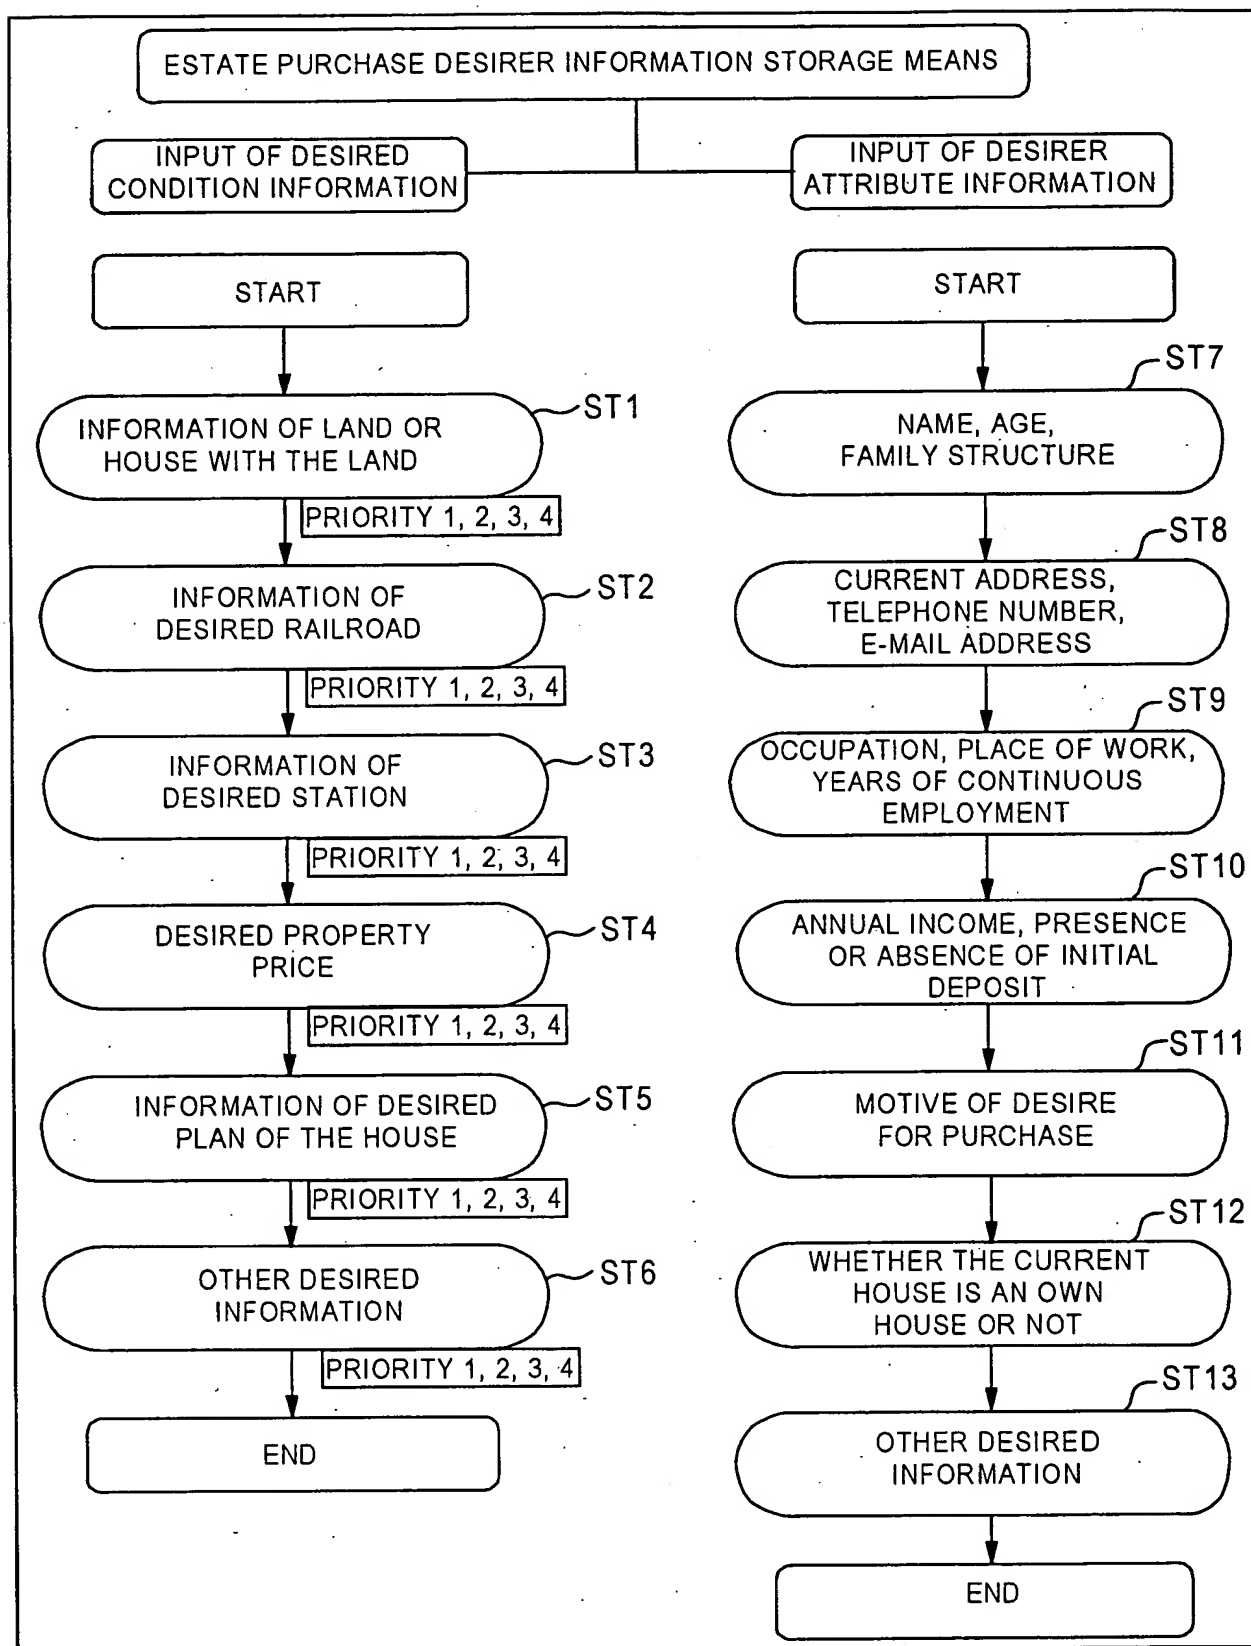 ESTATE PURCHASE DESIRER INFORMATION STORAGE MEANS
INPUT OF DESIRED
CONDITION INFORMATION
START
ST1
INFORMATION OF LAND OR
HOUSE WITH THE LAND
PRIORITY 1, 2, 3, 4
ST2
INFORMATION OF
DESIRED RAILROAD
PRIORITY 1, 2, 3, 4
ST3
INFORMATION OF
DESIRED STATION
PRIORITY 1, 2, 3, 4
ST4
DESIRED PROPERTY
PRICE
PRIORITY 1, 2, 3, 4
ST5
INFORMATION OF DESIRED
PLAN OF THE HOUSE
PRIORITY 1, 2, 3, 4
ST6
OTHER DESIRED
INFORMATION
PRIORITY 1, 2, 3, 4
END
INPUT OF DESIRER
ATTRIBUTE INFORMATION
START
ST7
NAME, AGE,
FAMILY STRUCTURE
ST8
CURRENT ADDRESS,
TELEPHONE NUMBER,
E-MAIL ADDRESS
ST9
OCCUPATION, PLACE OF WORK,
YEARS OF CONTINUOUS
EMPLOYMENT
ST10
ANNUAL INCOME, PRESENCE
OR ABSENCE OF INITIAL
DEPOSIT
ST11
MOTIVE OF DESIRE
FOR PURCHASE
ST12
WHETHER THE CURRENT
HOUSE IS AN OWN
HOUSE OR NOT
ST13
OTHER DESIRED
INFORMATION
END